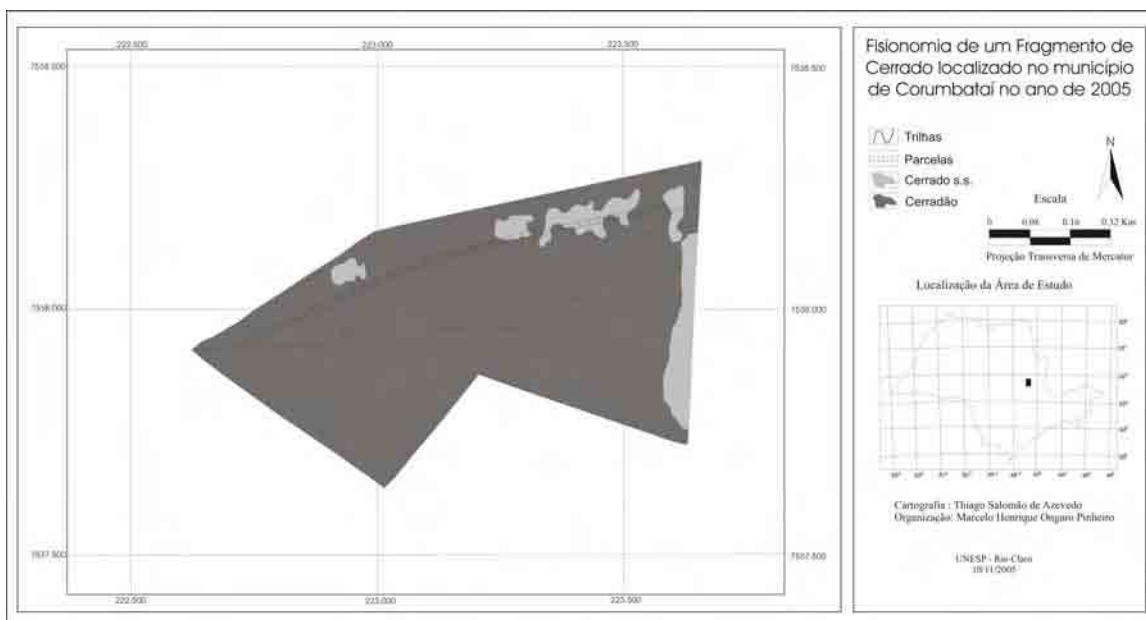 222.500 223.000 223.500
7538.500 7538.500
7538.000 7538.000
7537.500 7537.500
222.500 223.000 223.500
Fisionomia de um Fragmento de
Cerrado localizado no município
de Corumbataí no ano de 2005
Trilhas
Parcelas
Cerrado s.s.
Cerradão
N
Escala
0 0.08 0.16 0.32 Km
Projeção Transversa de Mercator
Localização da Área de Estudo
Cartografia : Thiago Salomão de Azevedo
Organização: Marcelo Henrique Ongaro Pinheiro
UNESP - Rio Claro
10/11/2005